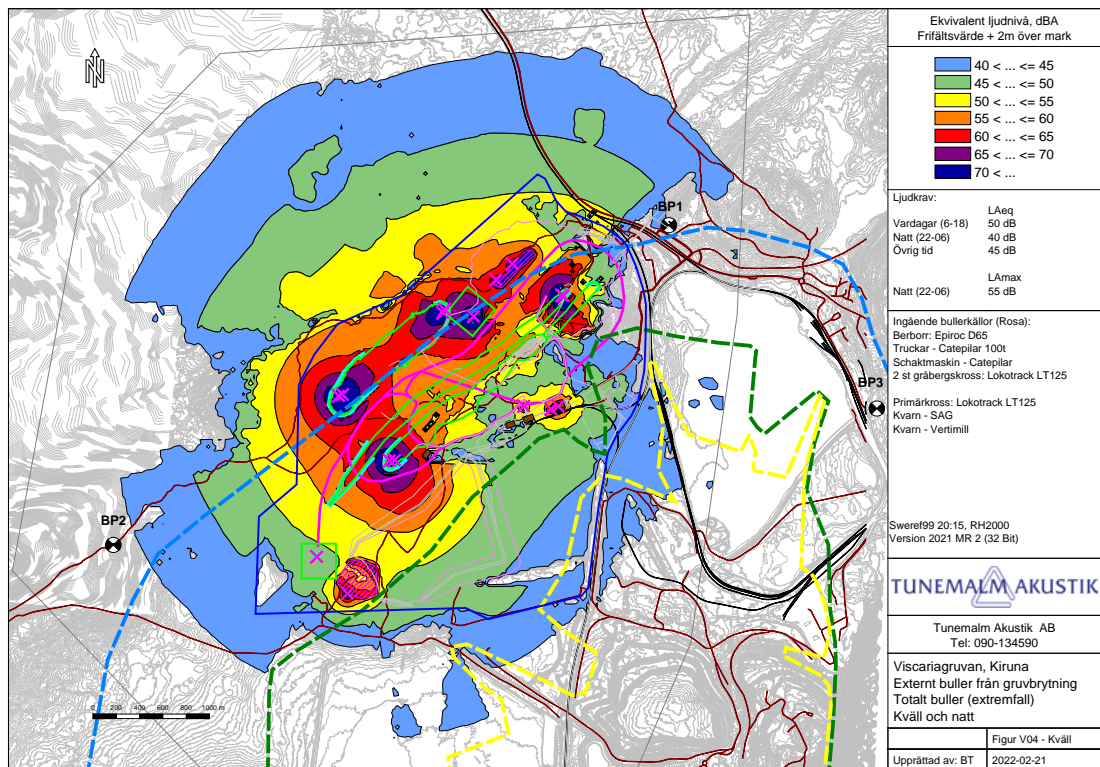 Ekvivalent ljudnivå, dBA
Frifältsvärde + 2m över mark
40 < ... <= 45
45 < ... <= 50
50 < ... <= 55
55 < ... <= 60
60 < ... <= 65
65 < ... <= 70
70 < ...
Ljudkrav:
LAeq
Vardagar (6-18) 50 dB
Natt (22-06) 40 dB
Övrig tid 45 dB
LAmax
Natt (22-06) 55 dB
Ingående bullerkällor (Rosa):
Berborr: Epiroc D65
Truckar - Catepilar 100t
Schaktmaskin - Catepilar
2 st gråbergskross: Lokotrack LT125
Primärkross: Lokotrack LT125
Kvarn - SAG
Kvarn - Vertimill
Sweref99 20:15, RH2000
Version 2021 MR 2 (32 Bit)
TUNEMALM AKUSTIK
Tunemalm Akustik AB
Tel: 090-134590
Viscariagruvan, Kiruna
Externt buller från gruvbrytning
Totalt buller (extremfall)
Kväll och natt
Figur V04 - Kväll
Upprättad av: BT 2022-02-21
N
BP1
BP2
BP3
0 200 400 600 800 1000 m